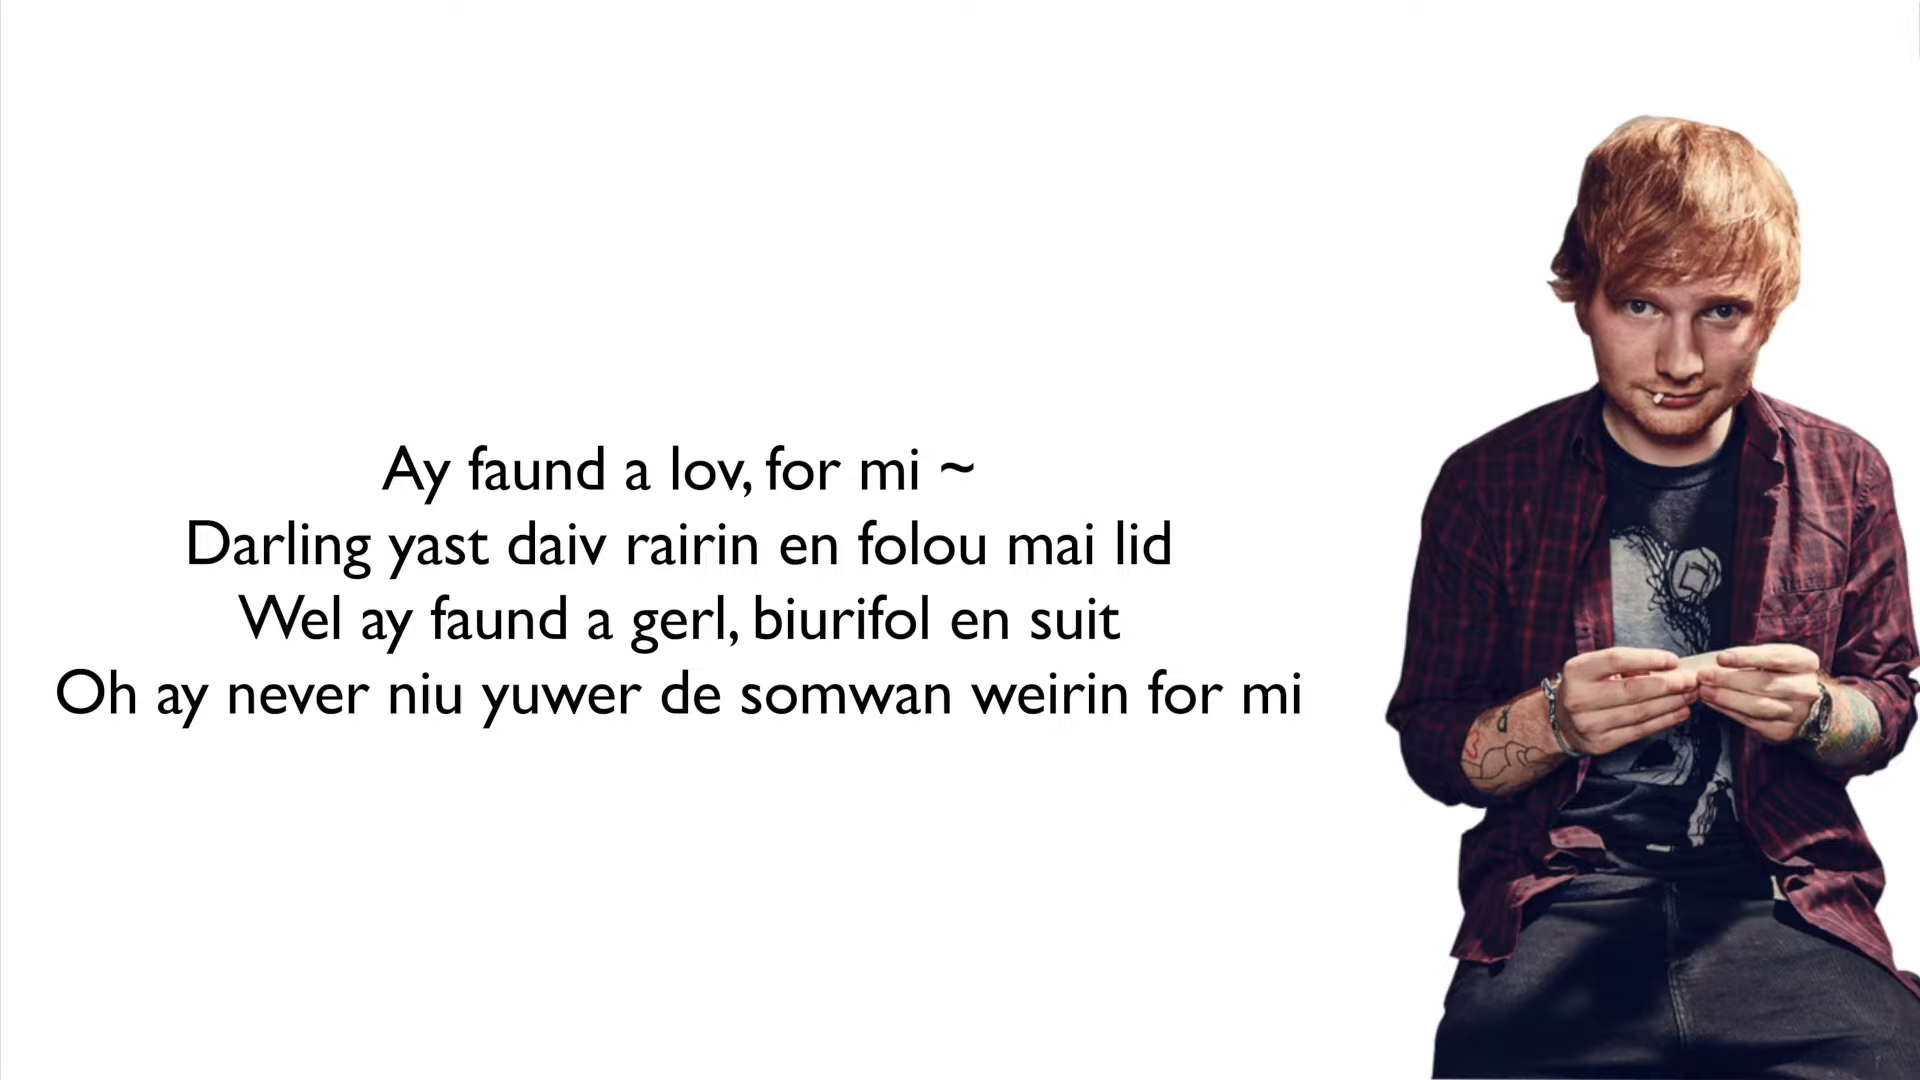 Ay faund a lov, for mi ~
Darling yast daiv rairin en folou mai lid
Wel ay faund a gerl, biurifol en suit
Oh ay never niu yuwer de somwan weirin for mi